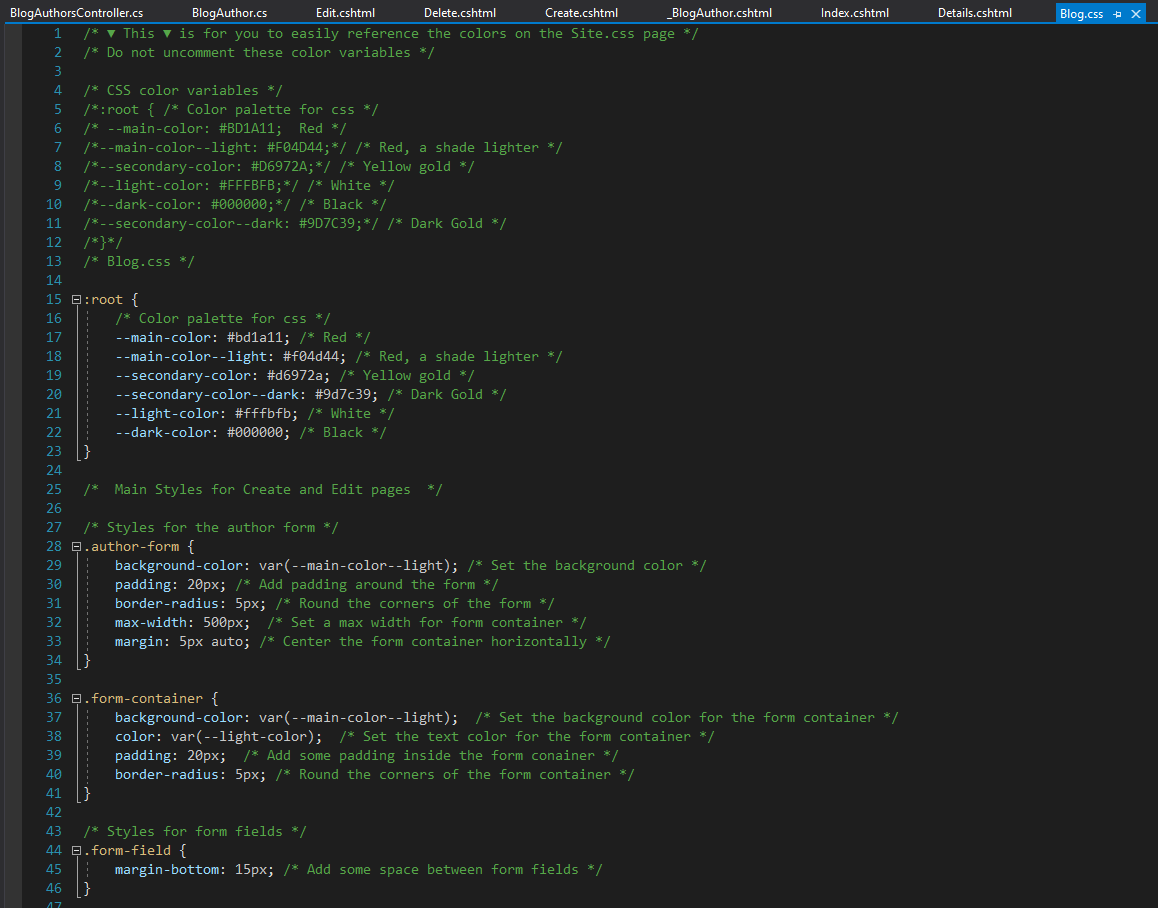 BlogAuthorsController.cs BlogAuthor.cs Edit.cshtml Delete.cshtml Create.cshtml _BlogAuthor.cshtml Index.cshtml Details.cshtml Blog.css
1 /* ▼ This ▼ is for you to easily reference the colors on the Site.css page */
2 /* Do not uncomment these color variables */
3
4 /* CSS color variables */
5 /*:root { /* Color palette for css */
6 /* --main-color: #BD1A11;  Red */
7 /*--main-color--light: #F04D44;*/ /* Red, a shade lighter */
8 /*--secondary-color: #D6972A;*/ /* Yellow gold */
9 /*--light-color: #FFFBFB;*/ /* White */
10 /*--dark-color: #000000;*/ /* Black */
11 /*--secondary-color--dark: #9D7C39;*/ /* Dark Gold */
12 /*}*/
13 /* Blog.css */
14
15 :root {
16     /* Color palette for css */
17     --main-color: #bd1a11; /* Red */
18     --main-color--light: #f04d44; /* Red, a shade lighter */
19     --secondary-color: #d6972a; /* Yellow gold */
20     --secondary-color--dark: #9d7c39; /* Dark Gold */
21     --light-color: #fffbfb; /* White */
22     --dark-color: #000000; /* Black */
23 }
24
25 /*  Main Styles for Create and Edit pages  */
26
27 /* Styles for the author form */
28 .author-form {
29     background-color: var(--main-color--light); /* Set the background color */
30     padding: 20px; /* Add padding around the form */
31     border-radius: 5px; /* Round the corners of the form */
32     max-width: 500px;  /* Set a max width for form container */
33     margin: 5px auto; /* Center the form container horizontally */
34 }
35
36 .form-container {
37     background-color: var(--main-color--light);  /* Set the background color for the form container */
38     color: var(--light-color);  /* Set the text color for the form container */
39     padding: 20px;  /* Add some padding inside the form conainer */
40     border-radius: 5px; /* Round the corners of the form container */
41 }
42
43 /* Styles for form fields */
44 .form-field {
45     margin-bottom: 15px; /* Add some space between form fields */
46 }
47